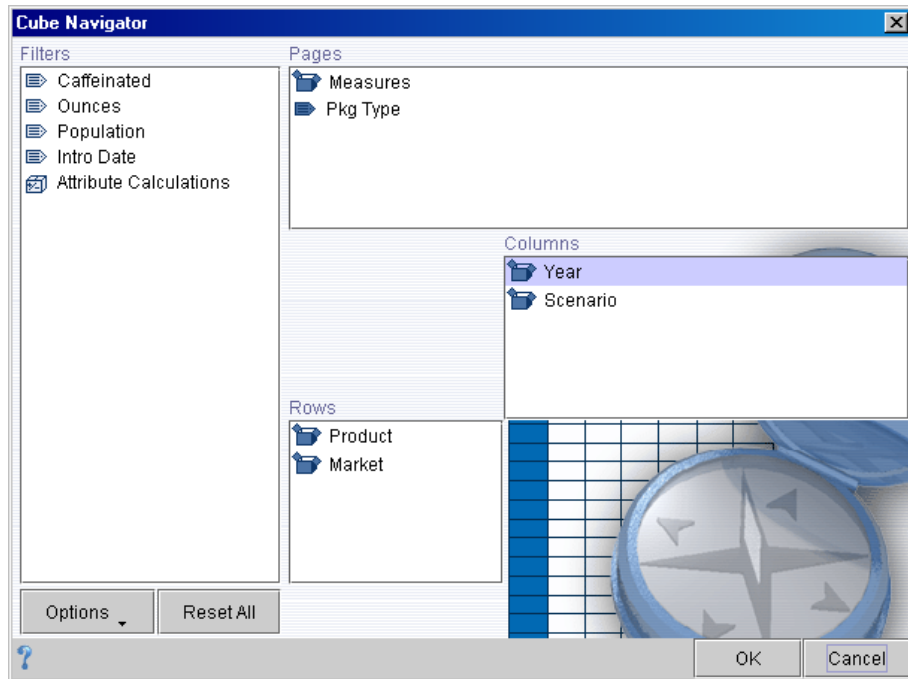 Cube Navigator
Filters
Caffeinated
Ounces
Population
Intro Date
Attribute Calculations
Pages
Measures
Pkg Type
Columns
Year
Scenario
Rows
Product
Market
Options
Reset All
?
OK
Cancel